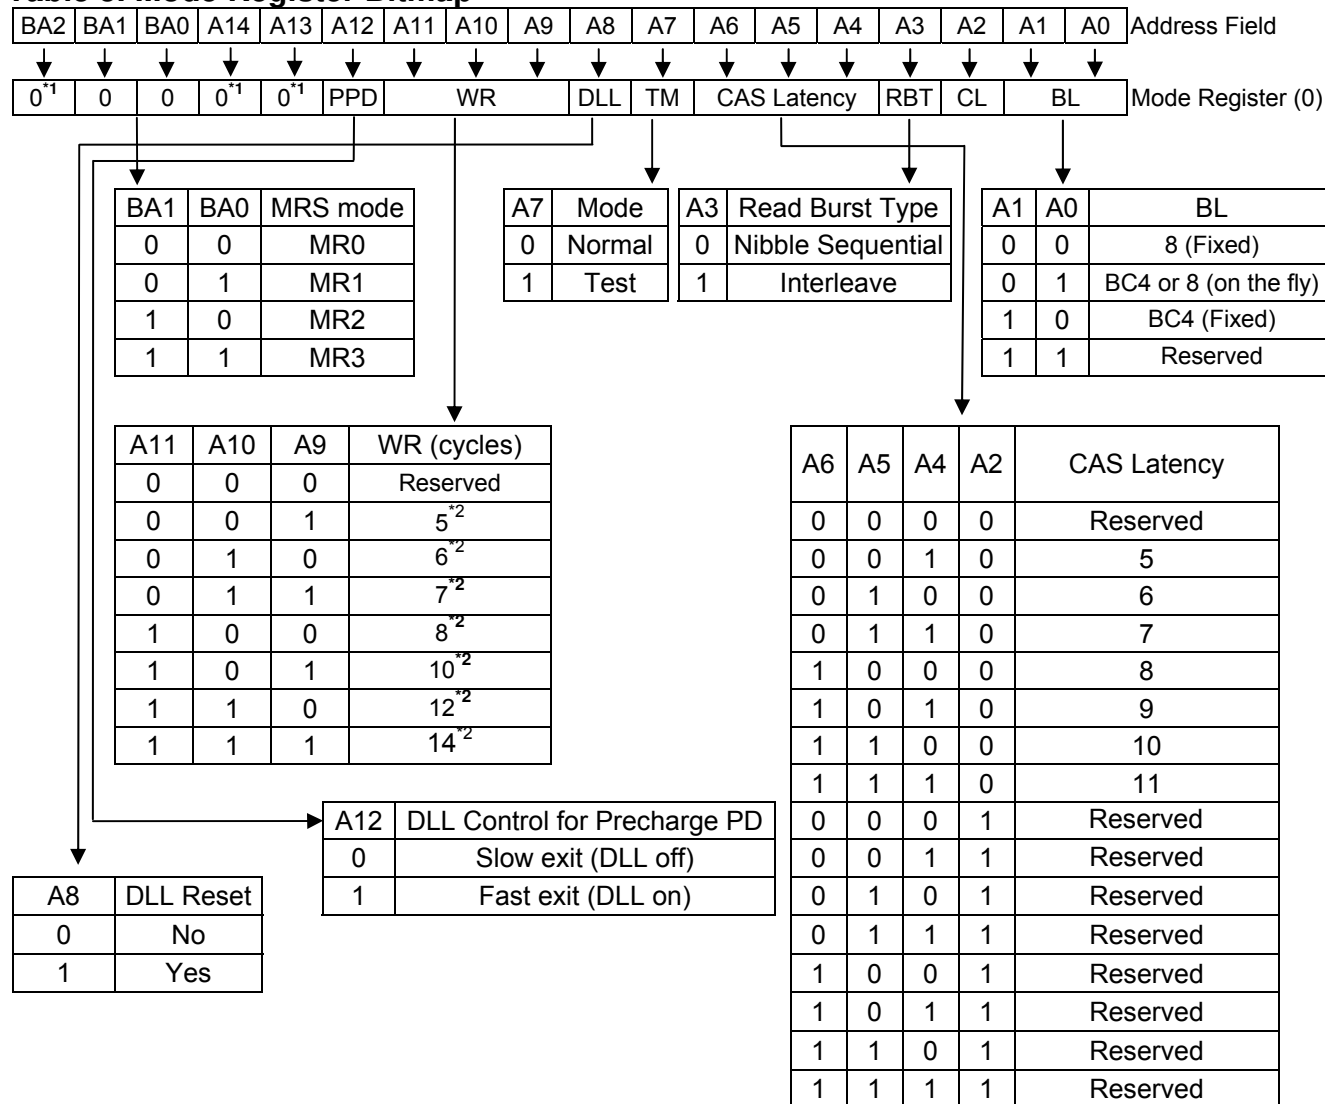 BA2 BA1 BA0 A14 A13 A12 A11 A10 A9 A8 A7 A6 A5 A4 A3 A2 A1 A0 Address Field
0*1 0 0 0*1 0*1 PPD WR DLL TM CAS Latency RBT CL BL Mode Register (0)
BA1 BA0 MRS mode
0 0 MR0
0 1 MR1
1 0 MR2
1 1 MR3
A7 Mode
0 Normal
1 Test
A3 Read Burst Type
0 Nibble Sequential
1 Interleave
A1 A0 BL
0 0 8 (Fixed)
0 1 BC4 or 8 (on the fly)
1 0 BC4 (Fixed)
1 1 Reserved
A11 A10 A9 WR (cycles)
0 0 0 Reserved
0 0 1 5*2
0 1 0 6*2
0 1 1 7*2
1 0 0 8*2
1 0 1 10*2
1 1 0 12*2
1 1 1 14*2
A6 A5 A4 A2 CAS Latency
0 0 0 0 Reserved
0 0 1 0 5
0 1 0 0 6
0 1 1 0 7
1 0 0 0 8
1 0 1 0 9
1 1 0 0 10
1 1 1 0 11
0 0 0 1 Reserved
0 0 1 1 Reserved
0 1 0 1 Reserved
0 1 1 1 Reserved
1 0 0 1 Reserved
1 0 1 1 Reserved
1 1 0 1 Reserved
1 1 1 1 Reserved
A12 DLL Control for Precharge PD
0 Slow exit (DLL off)
1 Fast exit (DLL on)
A8 DLL Reset
0 No
1 Yes